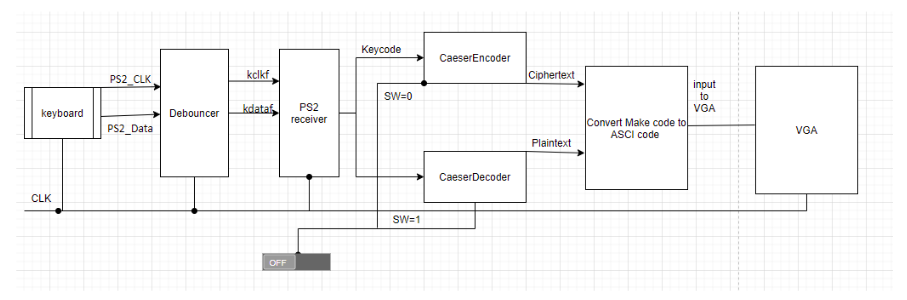 keyboard
PS2_CLK
PS2_Data
Debouncer
kclkf
kdataf
PS2
receiver
Keycode
CaeserEncoder
SW=0
Ciphertext
Plaintext
CaeserDecoder
SW=1
Convert Make code to
ASCI code
input
to
VGA
VGA
CLK
OFF